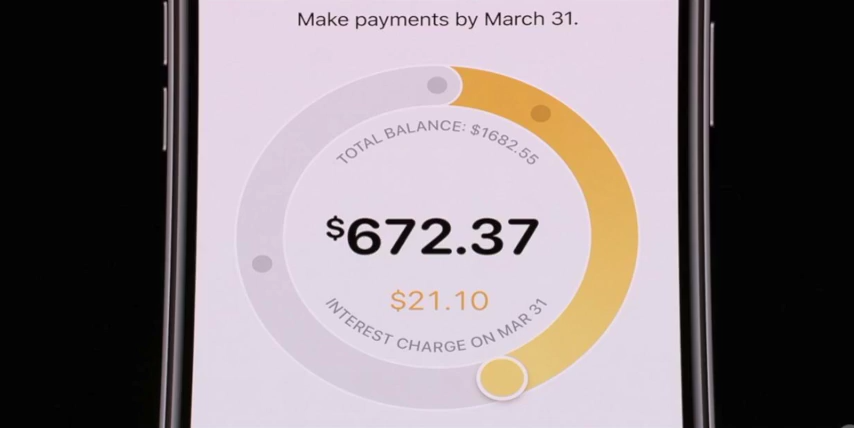 Make payments by March 31.
TOTAL BALANCE: $1682.55
$672.37
$21.10
INTEREST CHARGE ON MAR 31